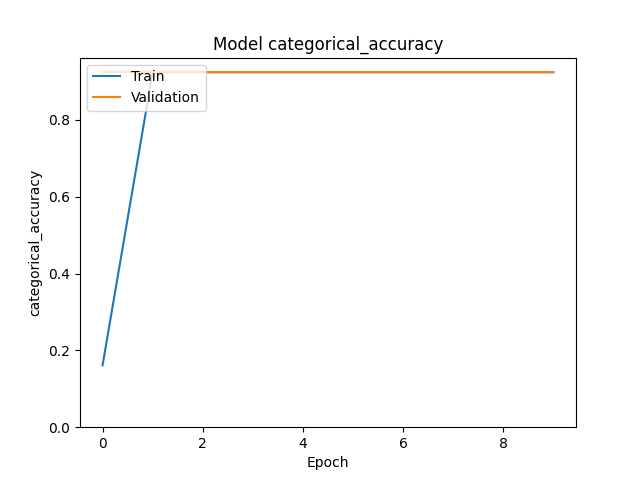 Model categorical_accuracy
Train
Validation
categorical_accuracy
0.8
0.6
0.4
0.2
0.0
0 2 4 6 8
Epoch